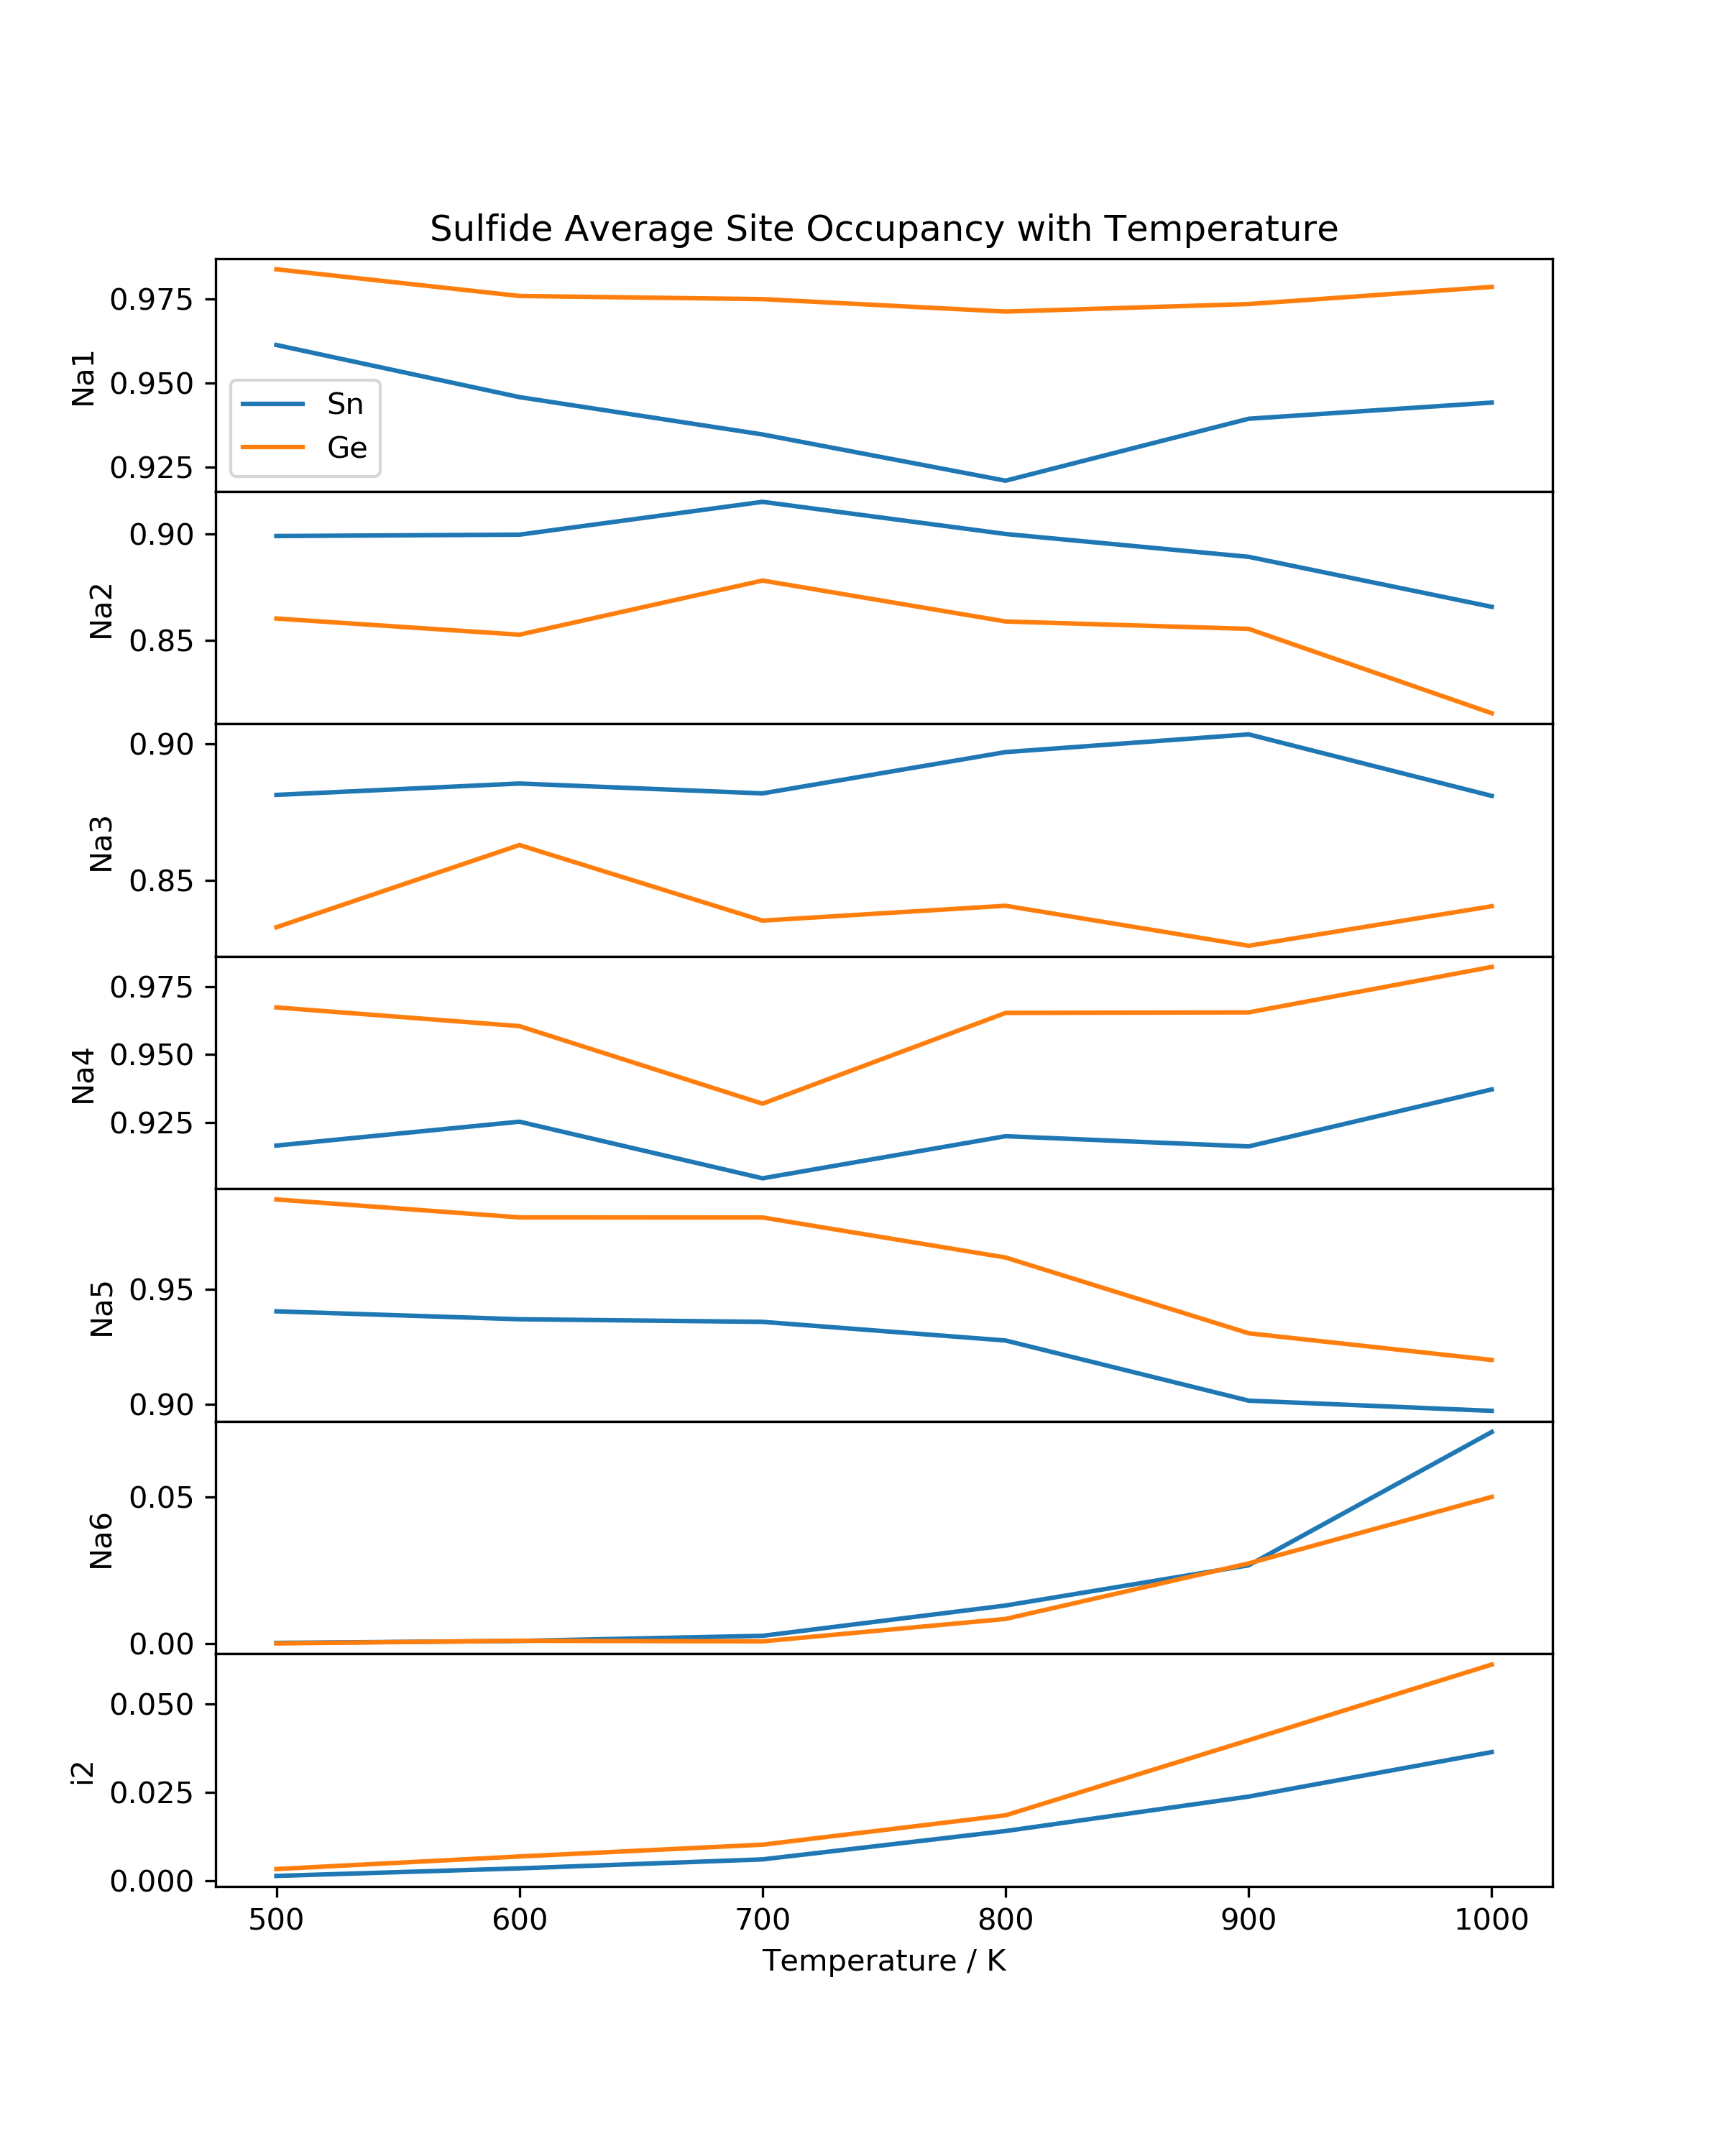 Sulfide Average Site Occupancy with Temperature
0.975
0.950
0.925
Na1
Sn
Ge
0.90
0.85
Na2
0.90
0.85
Na3
0.975
0.950
0.925
Na4
0.95
0.90
Na5
0.05
0.00
Na6
0.050
0.025
0.000
i2
500 600 700 800 900 1000
Temperature / K